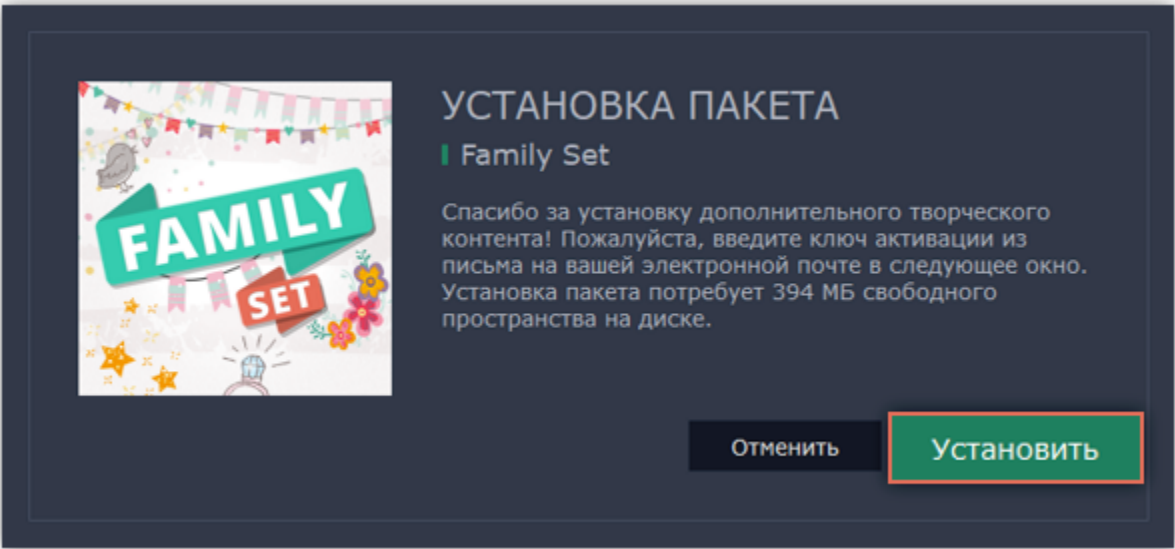 УСТАНОВКА ПАКЕТА
Family Set
FAMILY
SET
Спасибо за установку дополнительного творческого
контента! Пожалуйста, введите ключ активации из
письма на вашей электронной почте в следующее окно.
Установка пакета потребует 394 МБ свободного
пространства на диске.
Отменить
Установить